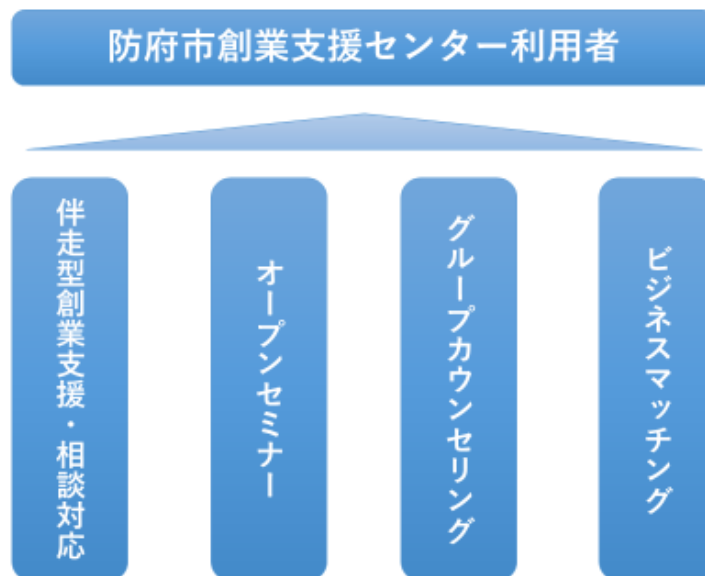 防府市創業支援センター利用者
伴走型創業支援・相談対応
オープンセミナー
グループカウンセリング
ビジネスマッチング